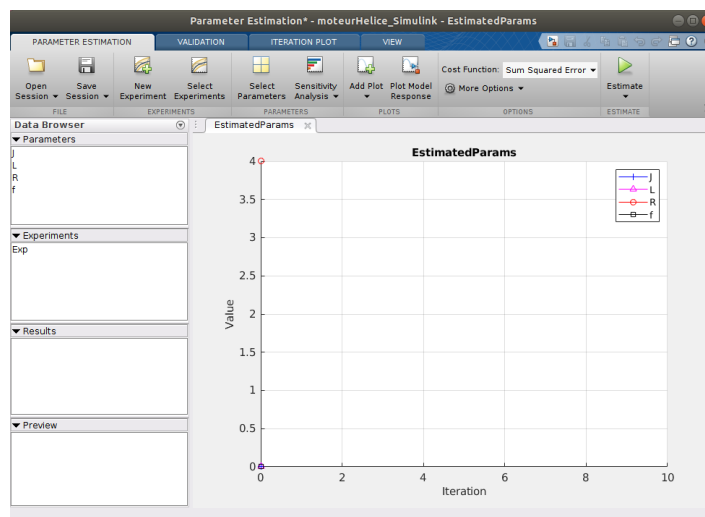 Parameter Estimation* - moteurHelice_Simulink - EstimatedParams
PARAMETER ESTIMATION VALIDATION ITERATION PLOT VIEW
Open Session Save Session New Experiment Select Experiments Select Parameters Sensitivity Analysis Add Plot Plot Model Response Cost Function: Sum Squared Error Estimate
@ More Options
FILE EXPERIMENTS PARAMETERS PLOTS OPTIONS ESTIMATE
Data Browser
EstimatedParams
Parameters
J
L
R
f
Experiments
Exp
Results
Preview
EstimatedParams
J
L
R
f
4
3.5
3
2.5
2
1.5
1
0.5
0
Value
0 2 4 6 8 10
Iteration